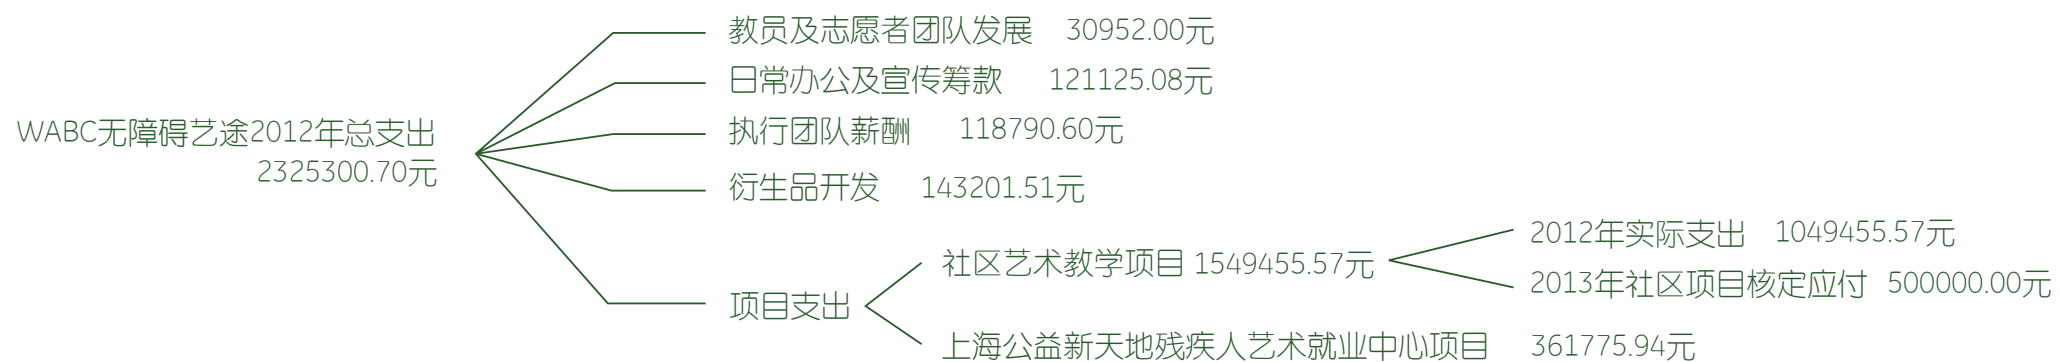 教员及志愿者团队发展 30952.00元
日常办公及宣传筹款 121125.08元
WABC无障碍艺途2012年总支出
2325300.70元
执行团队薪酬 118790.60元
衍生品开发 143201.51元
项目支出
社区艺术教学项目 1549455.57元
2012年实际支出 1049455.57元
2013年社区项目核定应付 500000.00元
上海公益新天地残疾人艺术就业中心项目 361775.94元